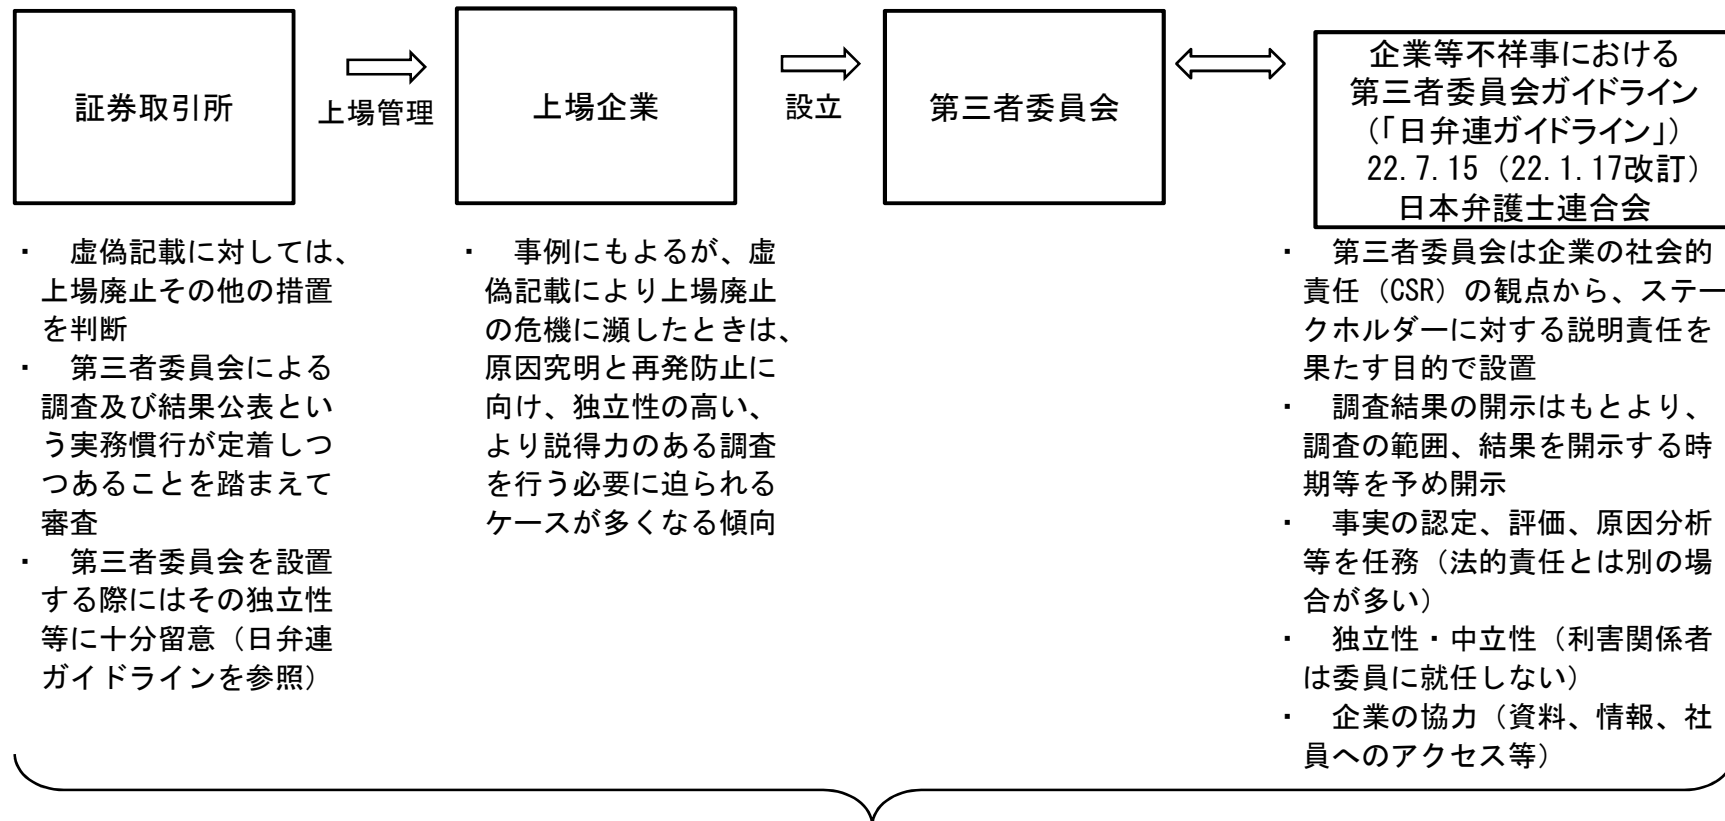 証券取引所
上場管理
上場企業
設立
第三者委員会
企業等不祥事における
第三者委員会ガイドライン
(「日弁連ガイドライン」)
22.7.15（22.1.17改訂）
日本弁護士連合会
・　虚偽記載に対しては、
上場廃止その他の措置
を判断
・　第三者委員会による
調査及び結果公表とい
う実務慣行が定着しつ
つあることを踏まえて
審査
・　第三者委員会を設置
する際にはその独立性
等に十分留意（日弁連
ガイドラインを参照）
・　事例にもよるが、虚
偽記載により上場廃止
の危機に瀕したときは、
原因究明と再発防止に
向け、独立性の高い、
より説得力のある調査
を行う必要に迫られる
ケースが多くなる傾向
・　第三者委員会は企業の社会的
責任（CSR）の観点から、ステー
クホルダーに対する説明責任を
果たす目的で設置
・　調査結果の開示はもとより、
調査の範囲、結果を開示する時
期等を予め開示
・　事実の認定、評価、原因分析
等を任務（法的責任とは別の場
合が多い）
・　独立性・中立性（利害関係者
は委員に就任しない）
・　企業の協力（資料、情報、社
員へのアクセス等）